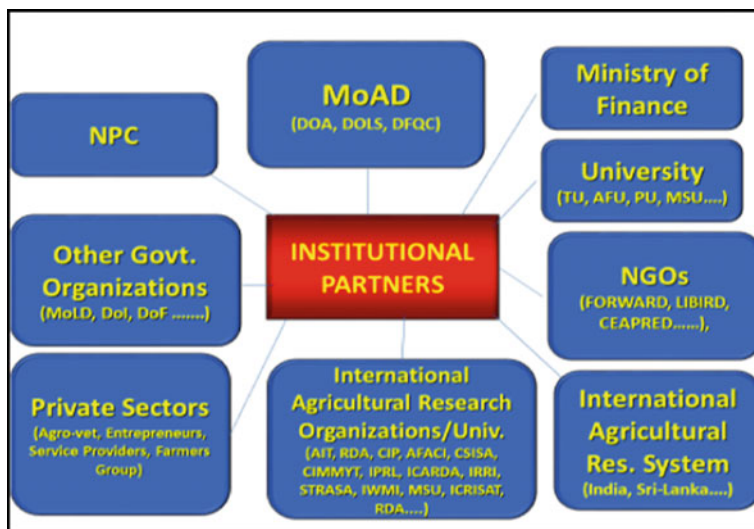 MoAD
(DOA, DOLS, DFQC)
Ministry of
Finance
NPC
University
(TU, AFU, PU, MSU....)
INSTITUTIONAL
PARTNERS
Other Govt.
Organizations
(MoLD, DoI, DoF .......)
NGOs
(FORWARD, LIBIRD,
CEAPRED......),
Private Sectors
(Agro-vet, Entrepreneurs,
Service Providers, Farmers
Group)
International
Agricultural Research
Organizations/Univ.
(AIT, RDA, CIP, AFACI, CSISA,
CIMMYT, IPRL, ICARDA, IRRI,
STRASA, IWMI, MSU, ICRISAT,
RDA....)
International
Agricultural
Res. System
(India, Sri-Lanka....)